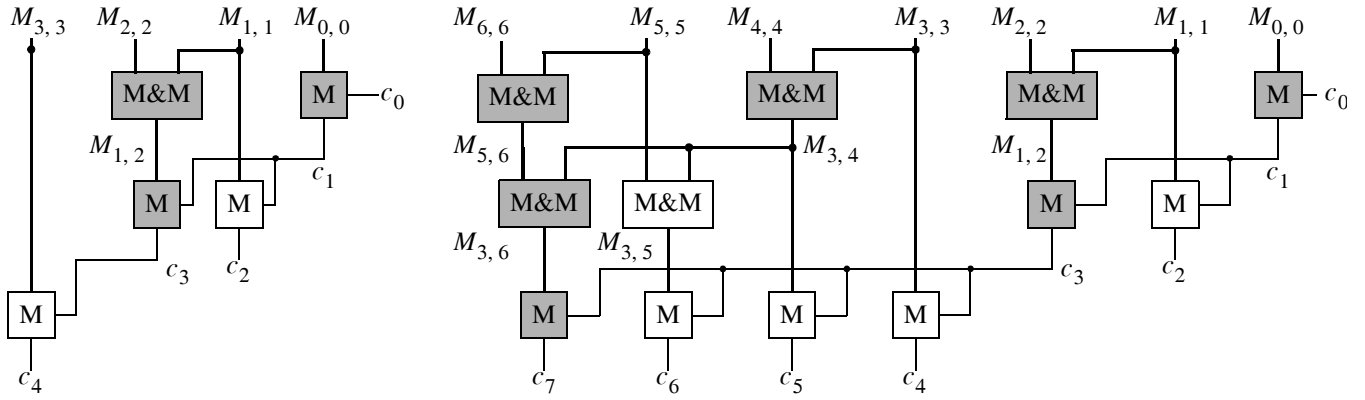 M3, 3 M2, 2 M1, 1 M0, 0 M6, 6 M5, 5 M4, 4 M3, 3 M2, 2 M1, 1 M0, 0
M&M M M&M M&M M&M M
c0 c0
M1, 2 M5, 6 M3, 4 M1, 2
c1 c1
M M M&M M&M M M
M3, 6 M3, 5
c3 c2 c3 c2
M M M M M
c4 c7 c6 c5 c4